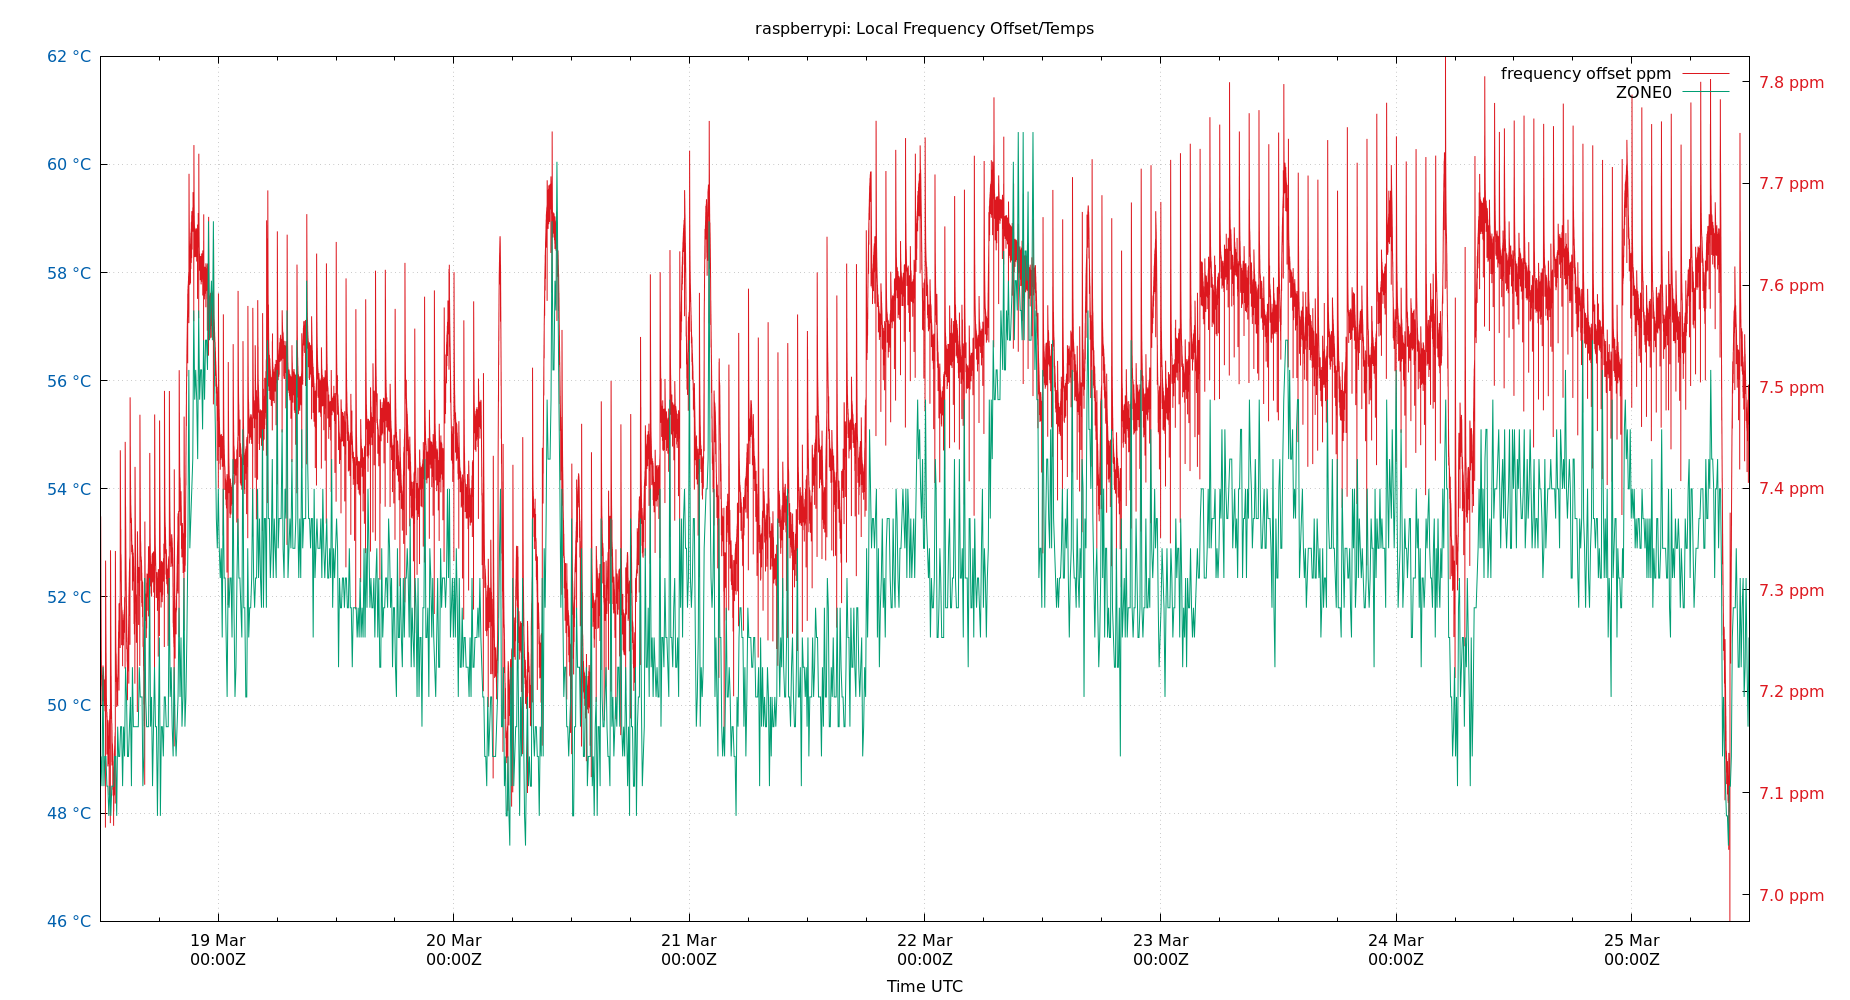 raspberrypi: Local Frequency Offset/Temps
62 °C
60 °C
58 °C
56 °C
54 °C
52 °C
50 °C
48 °C
46 °C
frequency offset ppm
ZONE0
7.8 ppm
7.7 ppm
7.6 ppm
7.5 ppm
7.4 ppm
7.3 ppm
7.2 ppm
7.1 ppm
7.0 ppm
19 Mar
00:00Z
20 Mar
00:00Z
21 Mar
00:00Z
22 Mar
00:00Z
23 Mar
00:00Z
24 Mar
00:00Z
25 Mar
00:00Z
Time UTC